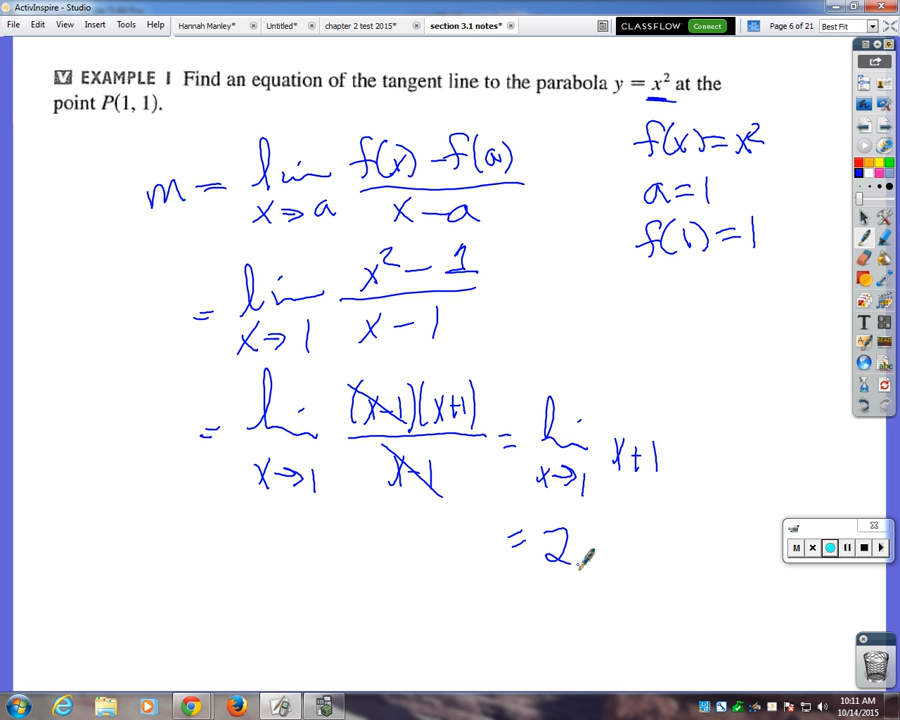 ActivInspire - Studio
File Edit View Insert Tools Help Hannah Manley* Untitled* chapter 2 test 2015* section 3.1 notes* CLASSFLOW Connect Page 6 of 21 Best Fit
EXAMPLE 1 Find an equation of the tangent line to the parabola y = x² at the
point P(1, 1).
f(x)=x²
m = lim x→a f(x) - f(a) / x - a
a=1
f(1)=1
= lim x→1 x² - 1 / x - 1
= lim x→1 (x-1)(x+1) / x-1 = lim x→1 x+1
= 2
M
10:11 AM
10/14/2015